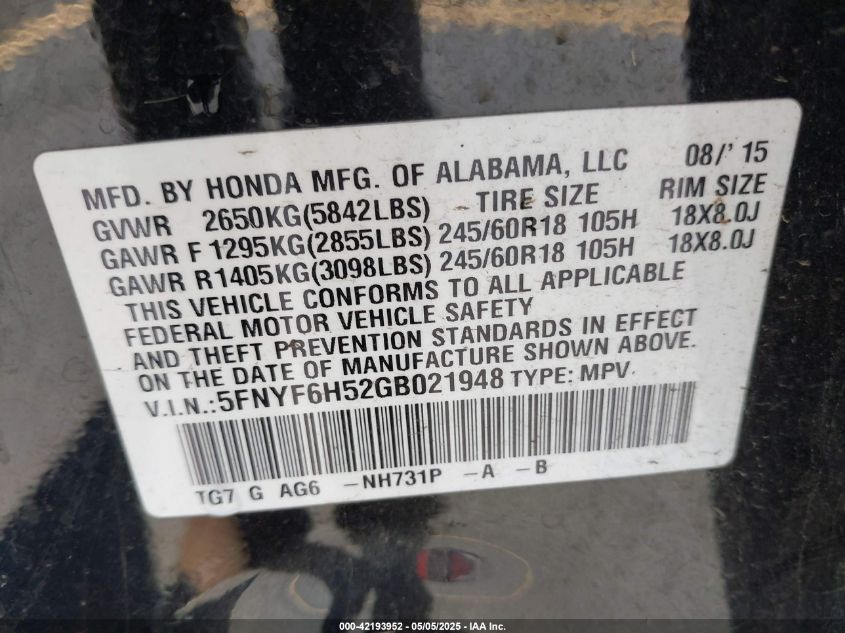 MFD. BY HONDA MFG. OF ALABAMA, LLC 08/' 15
GVWR 2650KG(5842LBS) TIRE SIZE RIM SIZE
GAWR F 1295KG(2855LBS) 245/60R18 105H 18X8.0J
GAWR R1405KG(3098LBS) 245/60R18 105H 18X8.0J
THIS VEHICLE CONFORMS TO ALL APPLICABLE
FEDERAL MOTOR VEHICLE SAFETY
AND THEFT PREVENTION STANDARDS IN EFFECT
ON THE DATE OF MANUFACTURE SHOWN ABOVE.
V.I.N.:5FNYF6H52GB021948 TYPE: MPV
TG7 G AG6 -NH731P -A -B
000-42193952 - 05/05/2025 - IAA Inc.